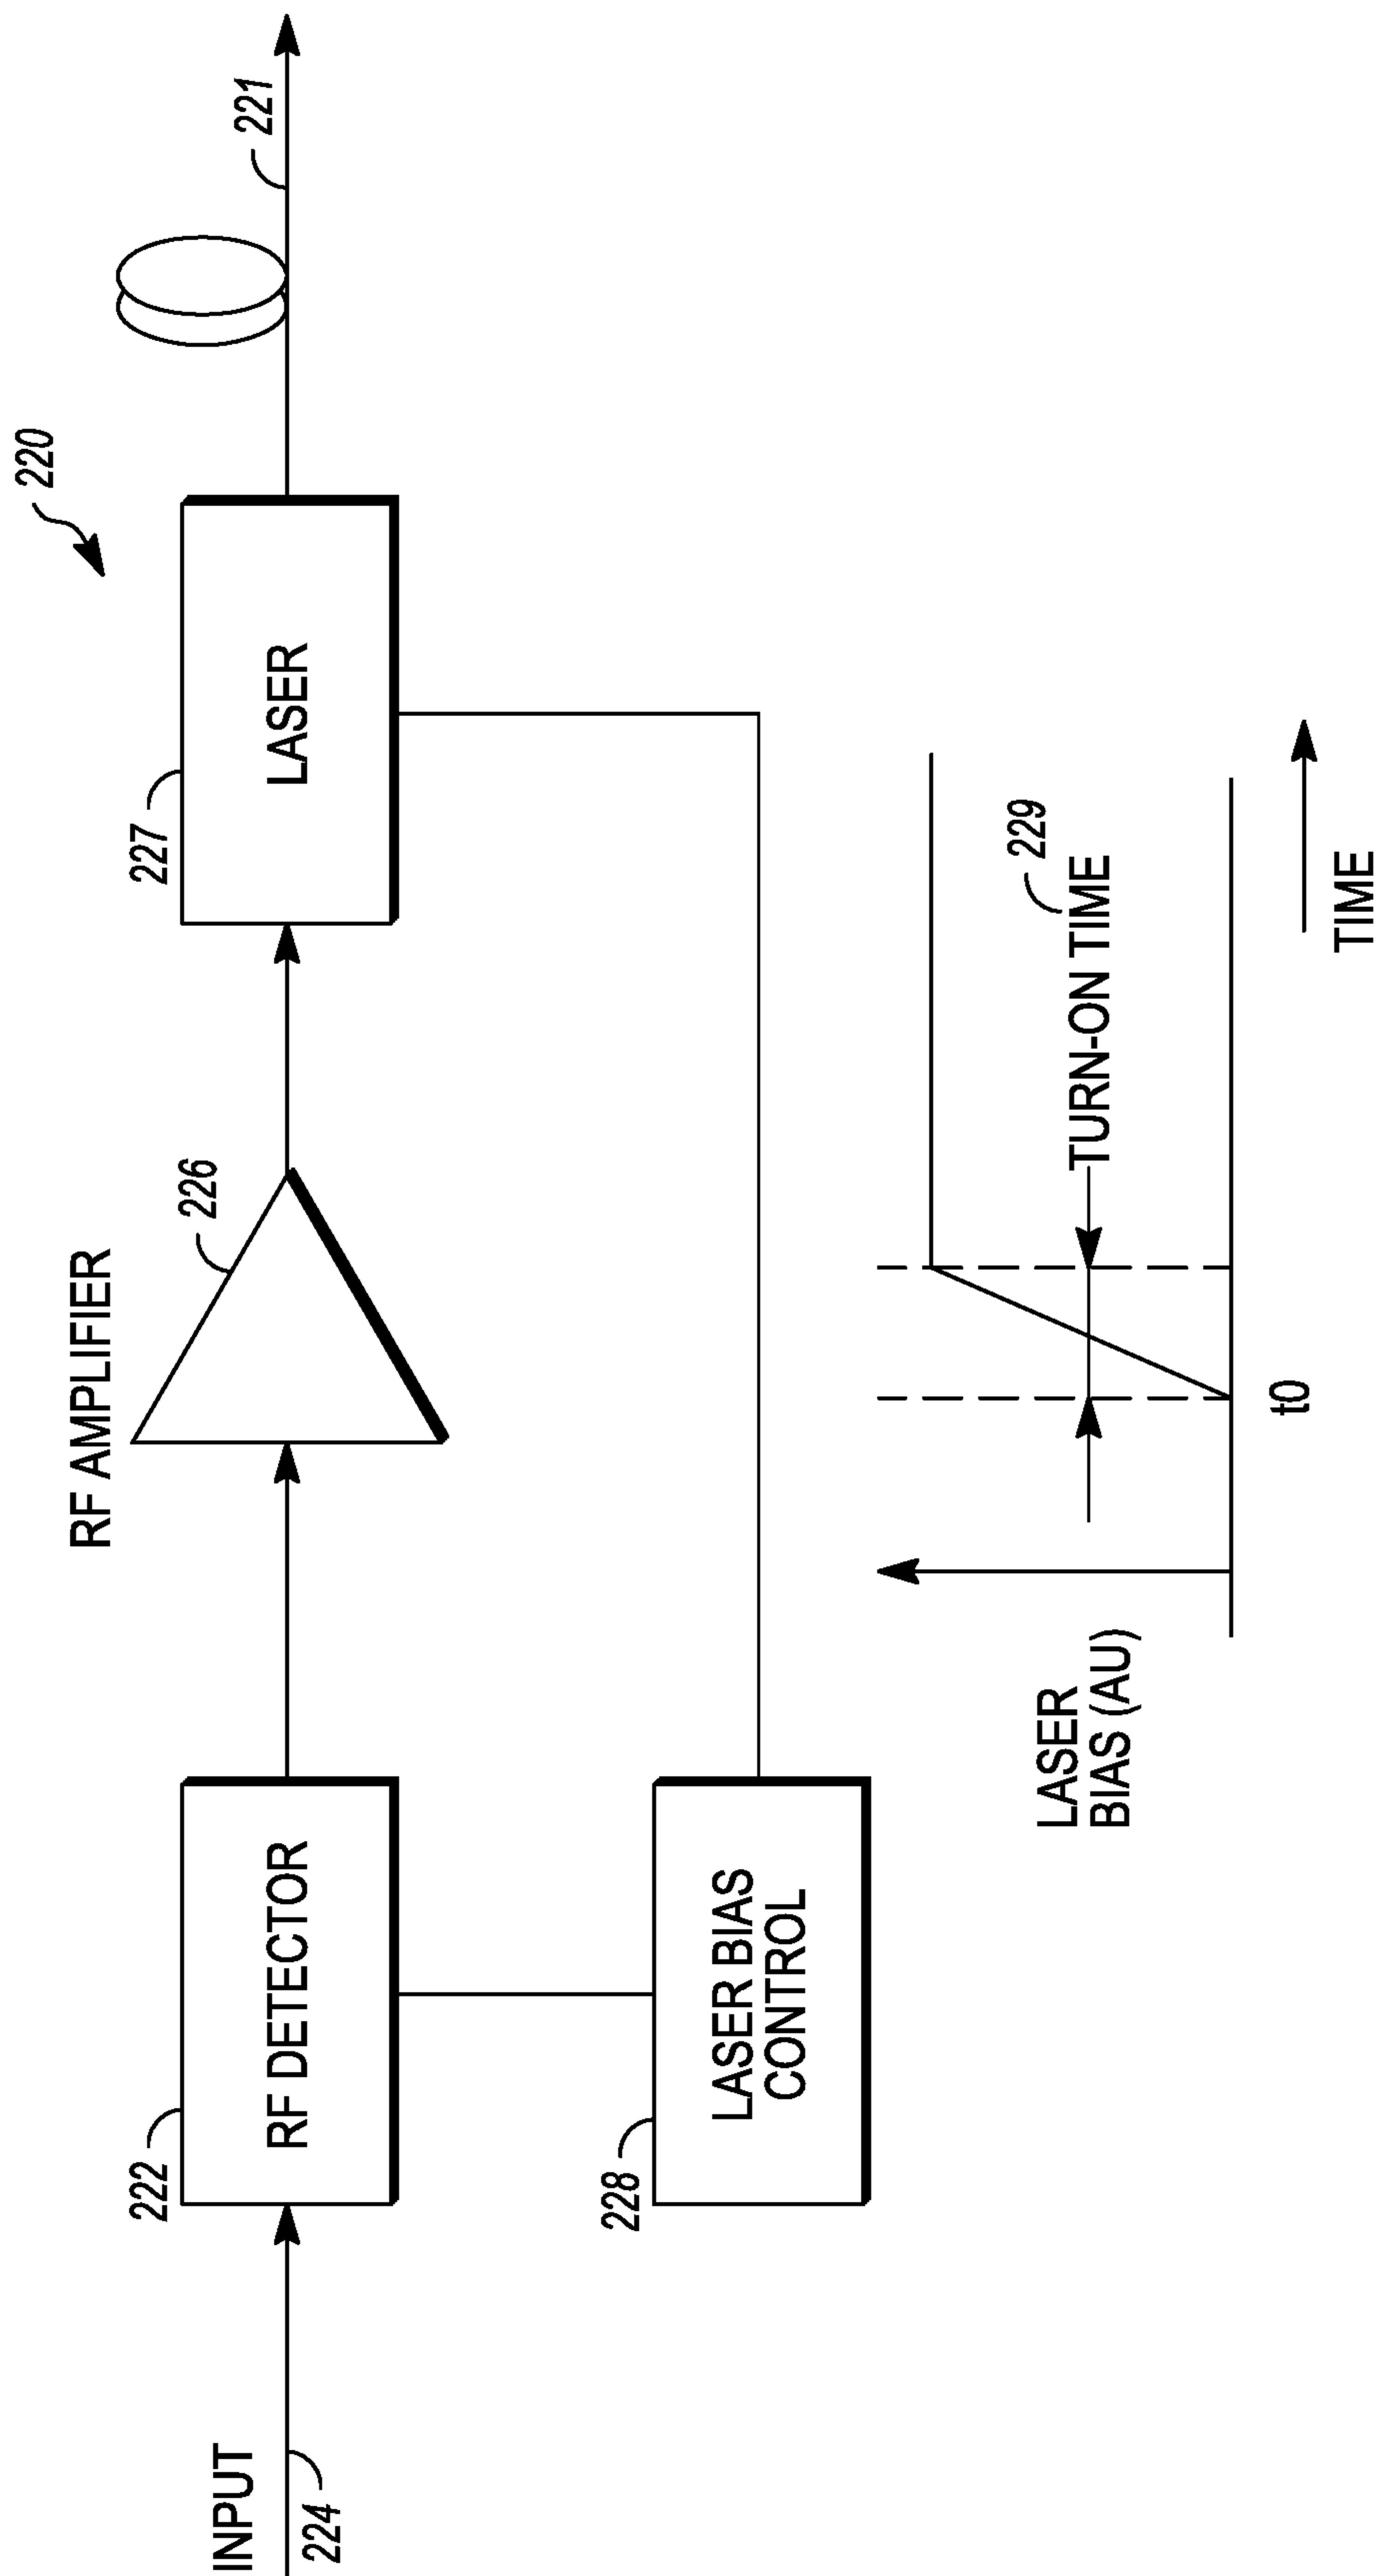 220
RF AMPLIFIER
221
INPUT
224
222
RF DETECTOR
226
227
LASER
228
LASER BIAS
CONTROL
LASER
BIAS (AU)
229
TURN-ON TIME
t0
TIME